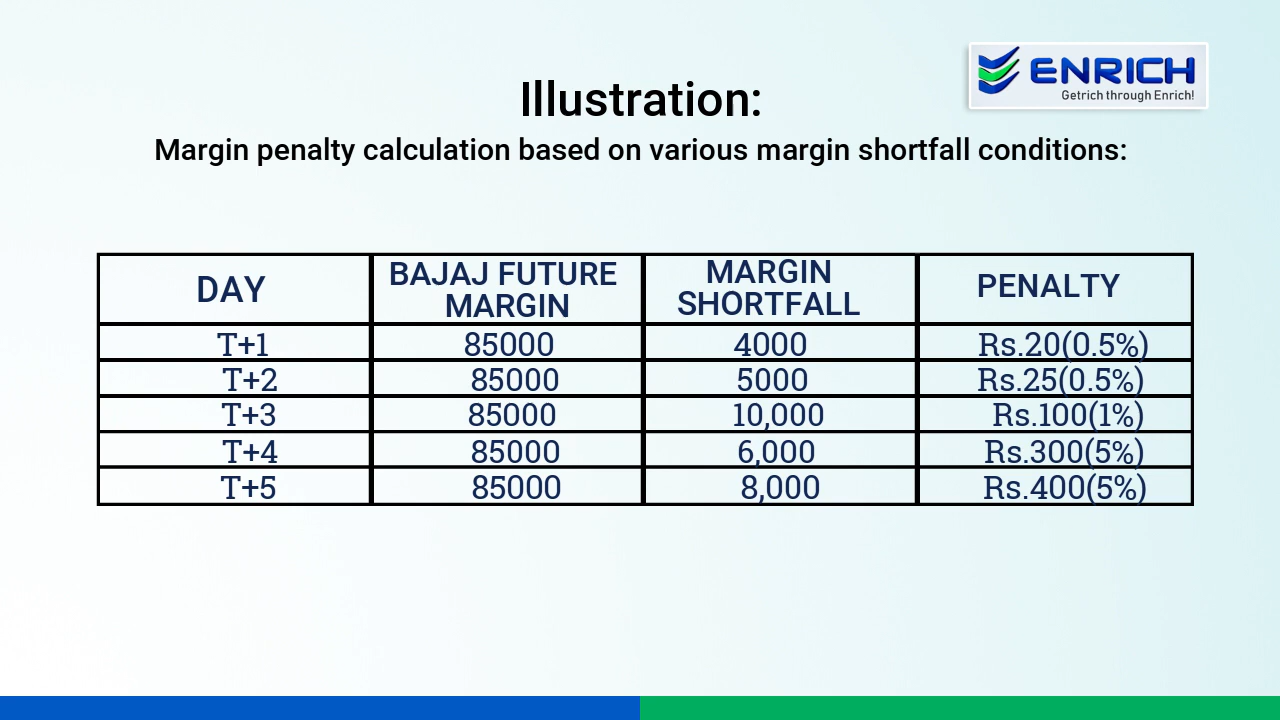 ENRICH
Getrich through Enrich!
Illustration:
Margin penalty calculation based on various margin shortfall conditions:
DAY BAJAJ FUTURE MARGIN MARGIN SHORTFALL PENALTY
T+1 85000 4000 Rs.20(0.5%)
T+2 85000 5000 Rs.25(0.5%)
T+3 85000 10,000 Rs.100(1%)
T+4 85000 6,000 Rs.300(5%)
T+5 85000 8,000 Rs.400(5%)